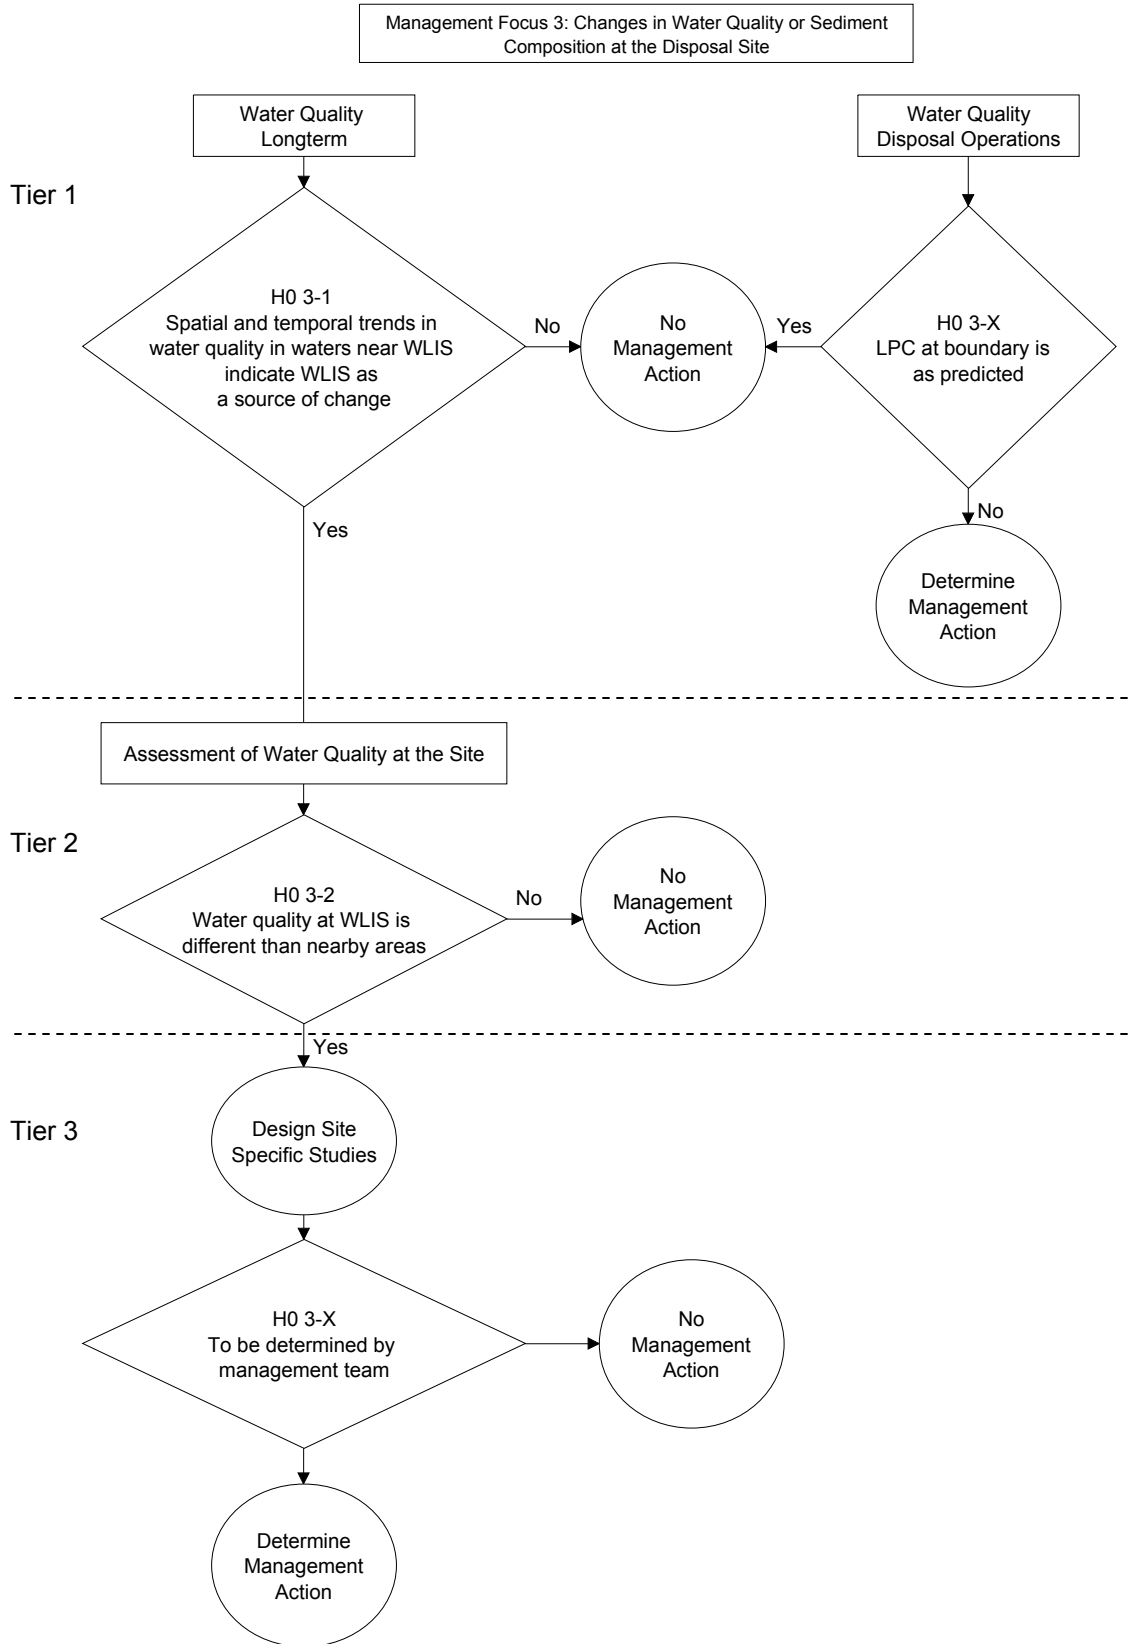 Management Focus 3: Changes in Water Quality or Sediment
Composition at the Disposal Site
Water Quality
Longterm
Water Quality
Disposal Operations
Tier 1
H0 3-1
Spatial and temporal trends in
water quality in waters near WLIS
indicate WLIS as
a source of change
No
No
Management
Action
Yes
H0 3-X
LPC at boundary is
as predicted
Yes
No
Determine
Management
Action
Assessment of Water Quality at the Site
Tier 2
H0 3-2
Water quality at WLIS is
different than nearby areas
No
No
Management
Action
Yes
Tier 3
Design Site
Specific Studies
H0 3-X
To be determined by
management team
No
Management
Action
Determine
Management
Action